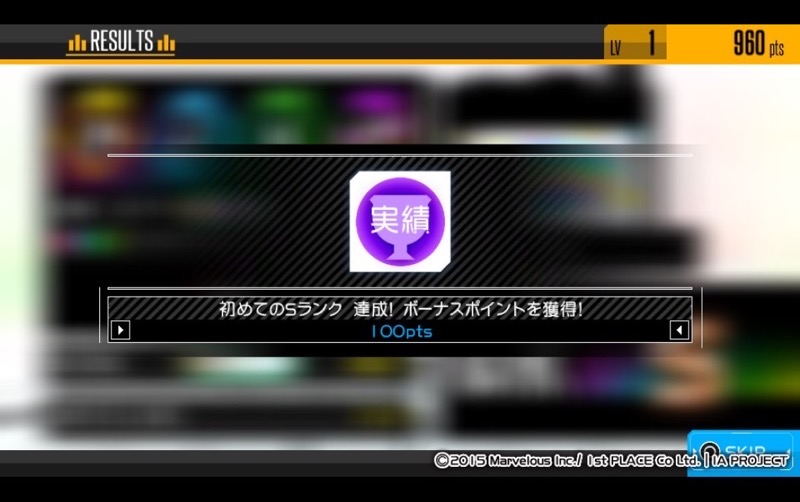 RESULTS
LV 1
960 pts
実績
初めてのSランク 達成! ボーナスポイントを獲得!
100pts
SKIP
©2015 Marvelous Inc./ 1st PLACE Co Ltd. | IA PROJECT